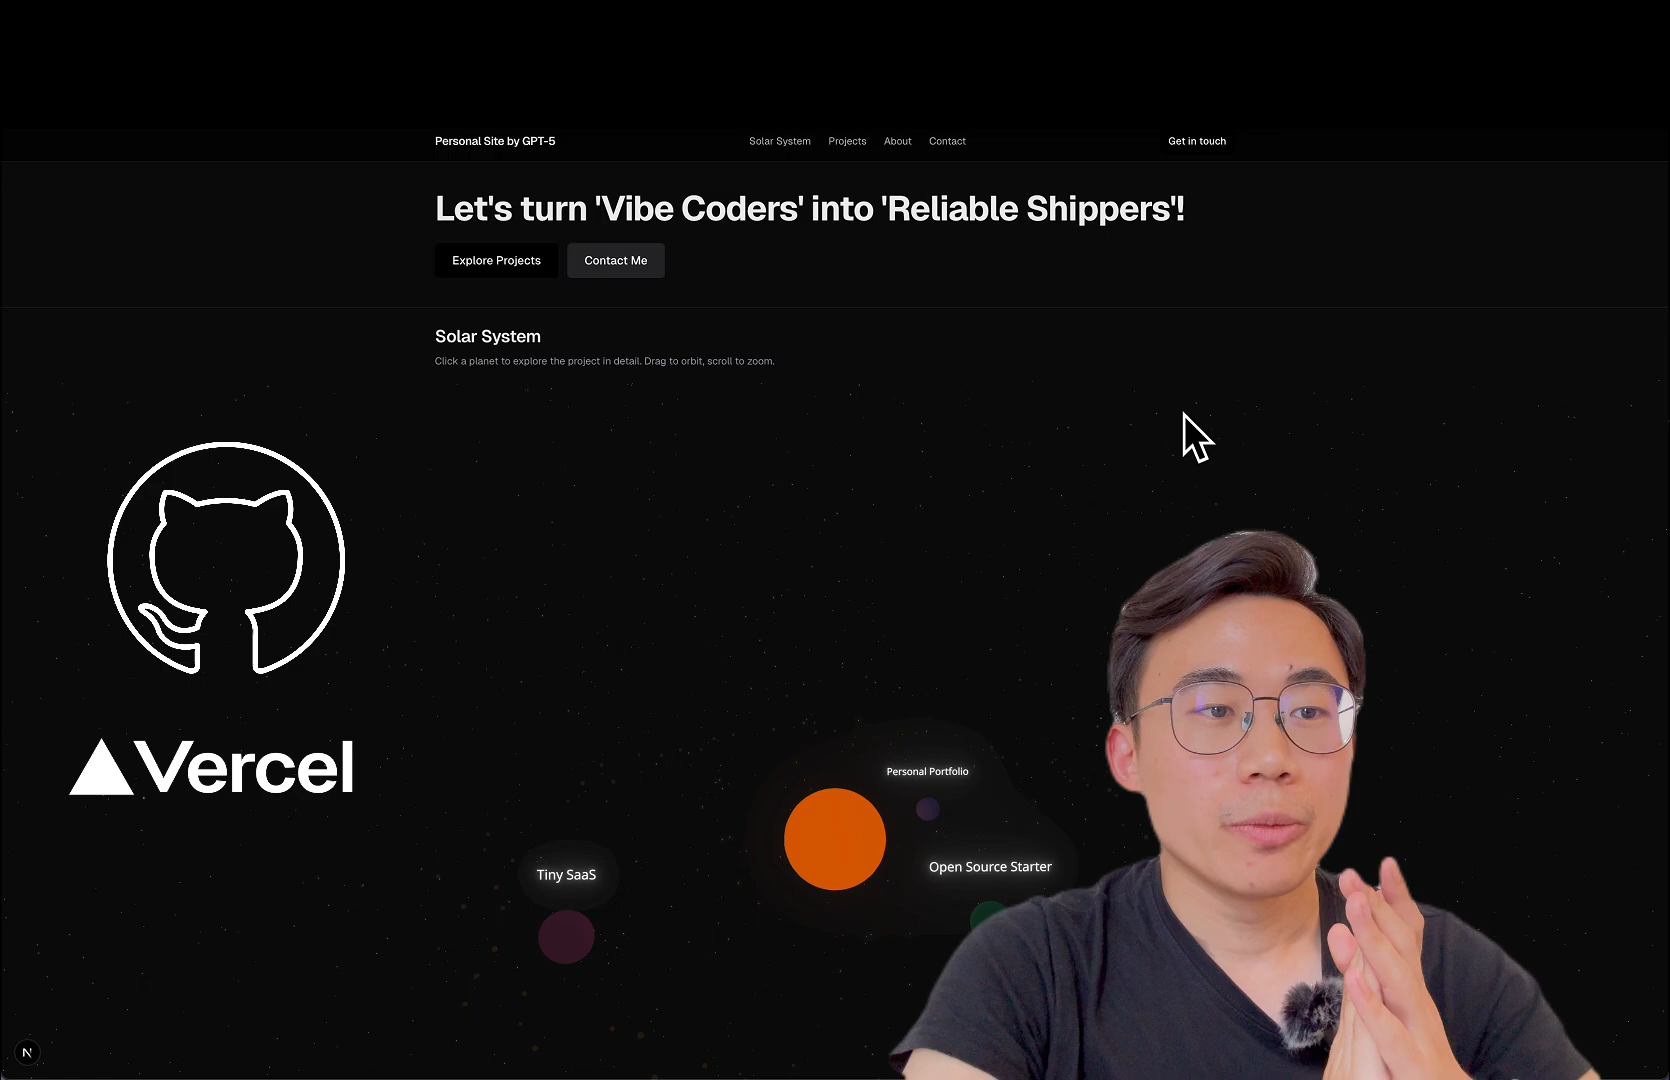 Personal Site by GPT-5
Solar System
Projects
About
Contact
Get in touch
Let's turn 'Vibe Coders' into 'Reliable Shippers'!
Explore Projects
Contact Me
Solar System
Click a planet to explore the project in detail. Drag to orbit, scroll to zoom.
Vercel
Personal Portfolio
Open Source Starter
Tiny SaaS
N